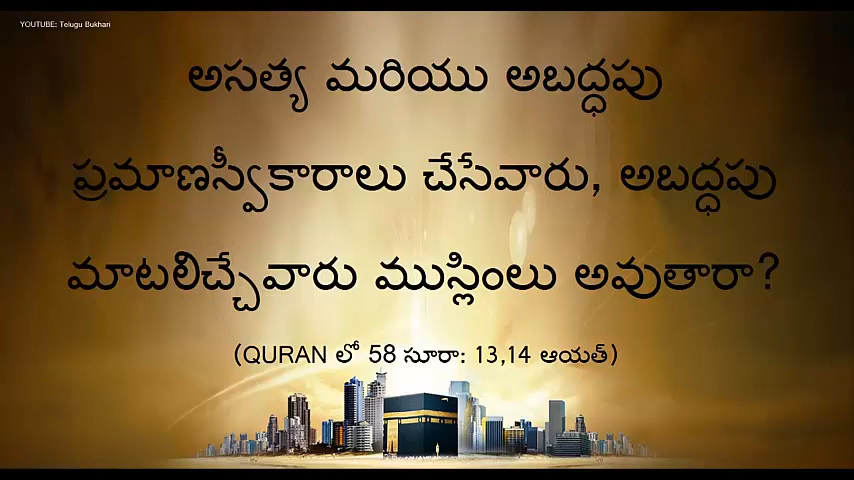 YOUTUBE: Telugu Bukhari
అసత్య మరియు అబద్ధపు
ప్రమాణస్వీకారాలు చేసేవారు, అబద్ధపు
మాటలిచ్చేవారు ముస్లింలు అవుతారా?
(QURAN లో 58 సూరా: 13,14 ఆయత్)